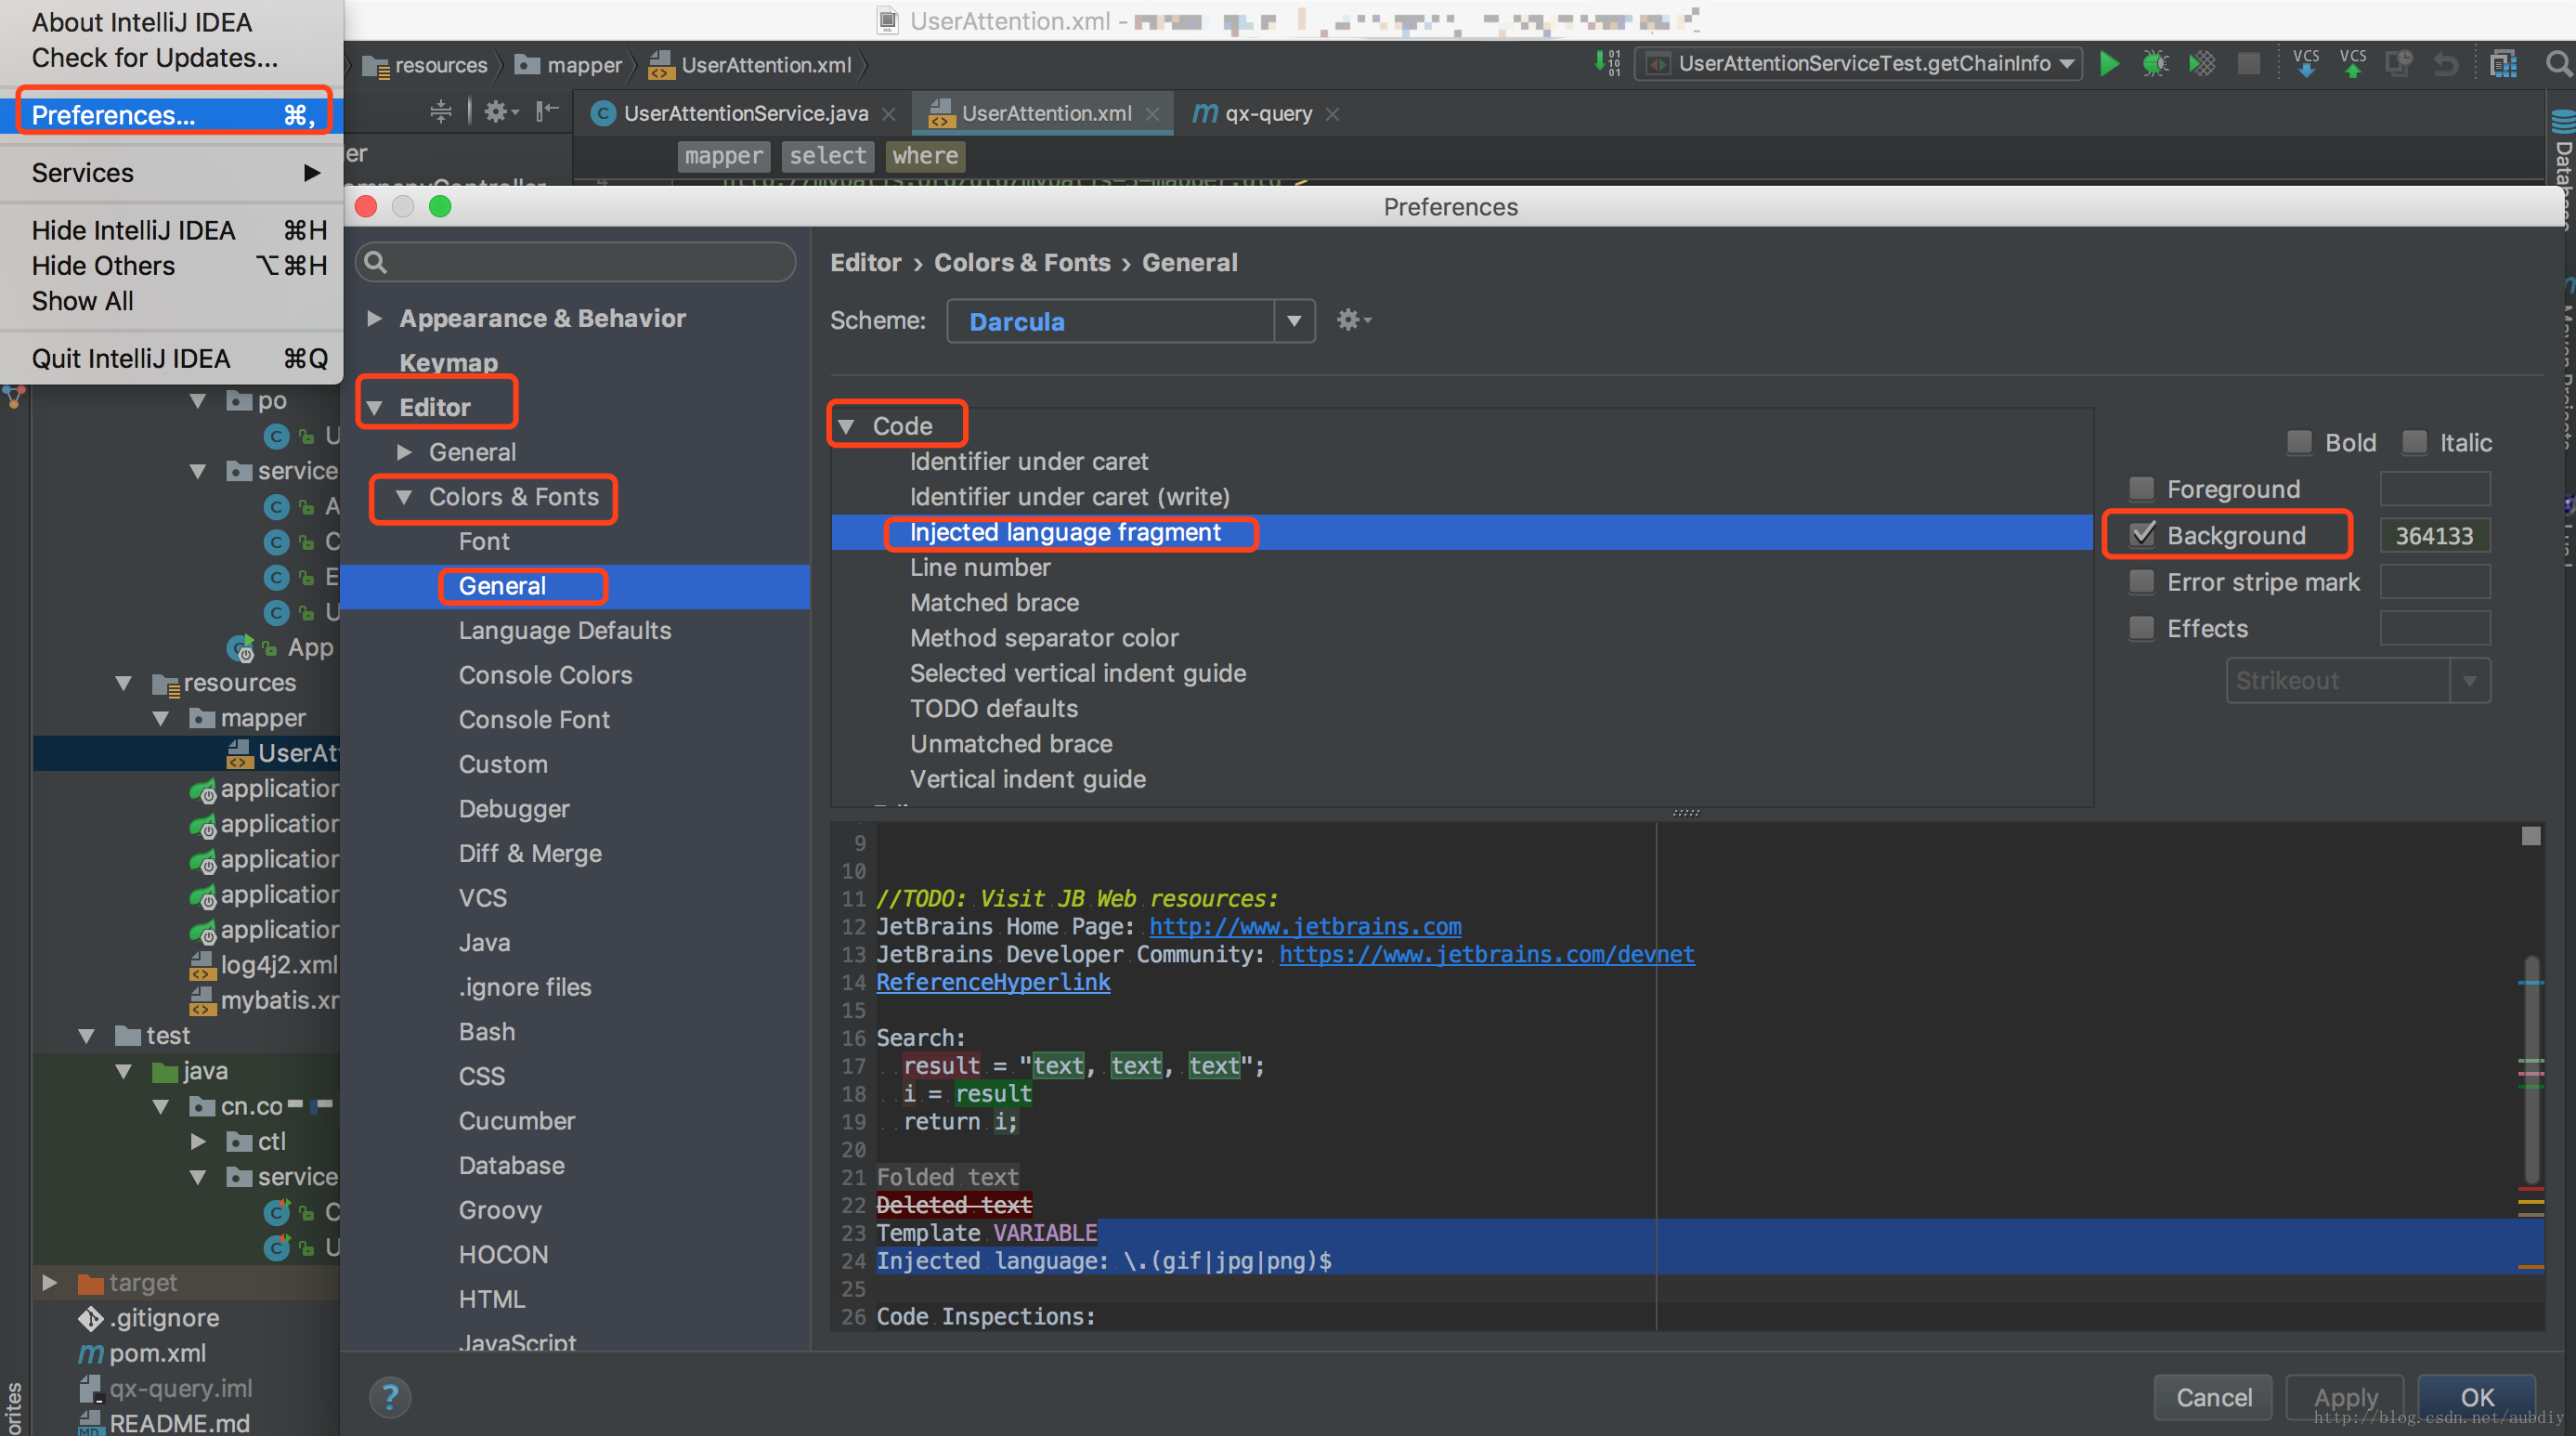 About IntelliJ IDEA
Check for Updates...
Preferences... ⌘,
Services ▶
Hide IntelliJ IDEA ⌘H
Hide Others ⌥⌘H
Show All
Quit IntelliJ IDEA ⌘Q
UserAttention.xml -
resources mapper UserAttention.xml
UserAttentionServiceTest.getChainInfo
VCS VCS
UserAttentionService.java UserAttention.xml qx-query
mapper select where
Preferences
po
service
App
resources
mapper
UserAtt
application
application
application
application
application
log4j2.xml
mybatis.xm
test
java
cn.co
ctl
service
target
.gitignore
pom.xml
qx-query.iml
README.md
Appearance & Behavior
Keymap
Editor
General
Colors & Fonts
Font
General
Language Defaults
Console Colors
Console Font
Custom
Debugger
Diff & Merge
VCS
Java
.ignore files
Bash
CSS
Cucumber
Database
Groovy
HOCON
HTML
JavaScript
Editor › Colors & Fonts › General
Scheme: Darcula
Code
Identifier under caret
Identifier under caret (write)
Injected language fragment
Line number
Matched brace
Method separator color
Selected vertical indent guide
TODO defaults
Unmatched brace
Vertical indent guide
Bold Italic
Foreground
Background 364133
Error stripe mark
Effects
Strikeout
9
10
11 //TODO: Visit JB Web resources:
12 JetBrains Home Page: http://www.jetbrains.com
13 JetBrains Developer Community: https://www.jetbrains.com/devnet
14 ReferenceHyperlink
15
16 Search:
17 result = "text, text, text";
18 i = result
19 return i;
20
21 Folded text
22 Deleted text
23 Template VARIABLE
24 Injected language: \.(gif|jpg|png)$
25
26 Code Inspections:
? Cancel Apply OK
http://blog.csdn.net/aubdiy